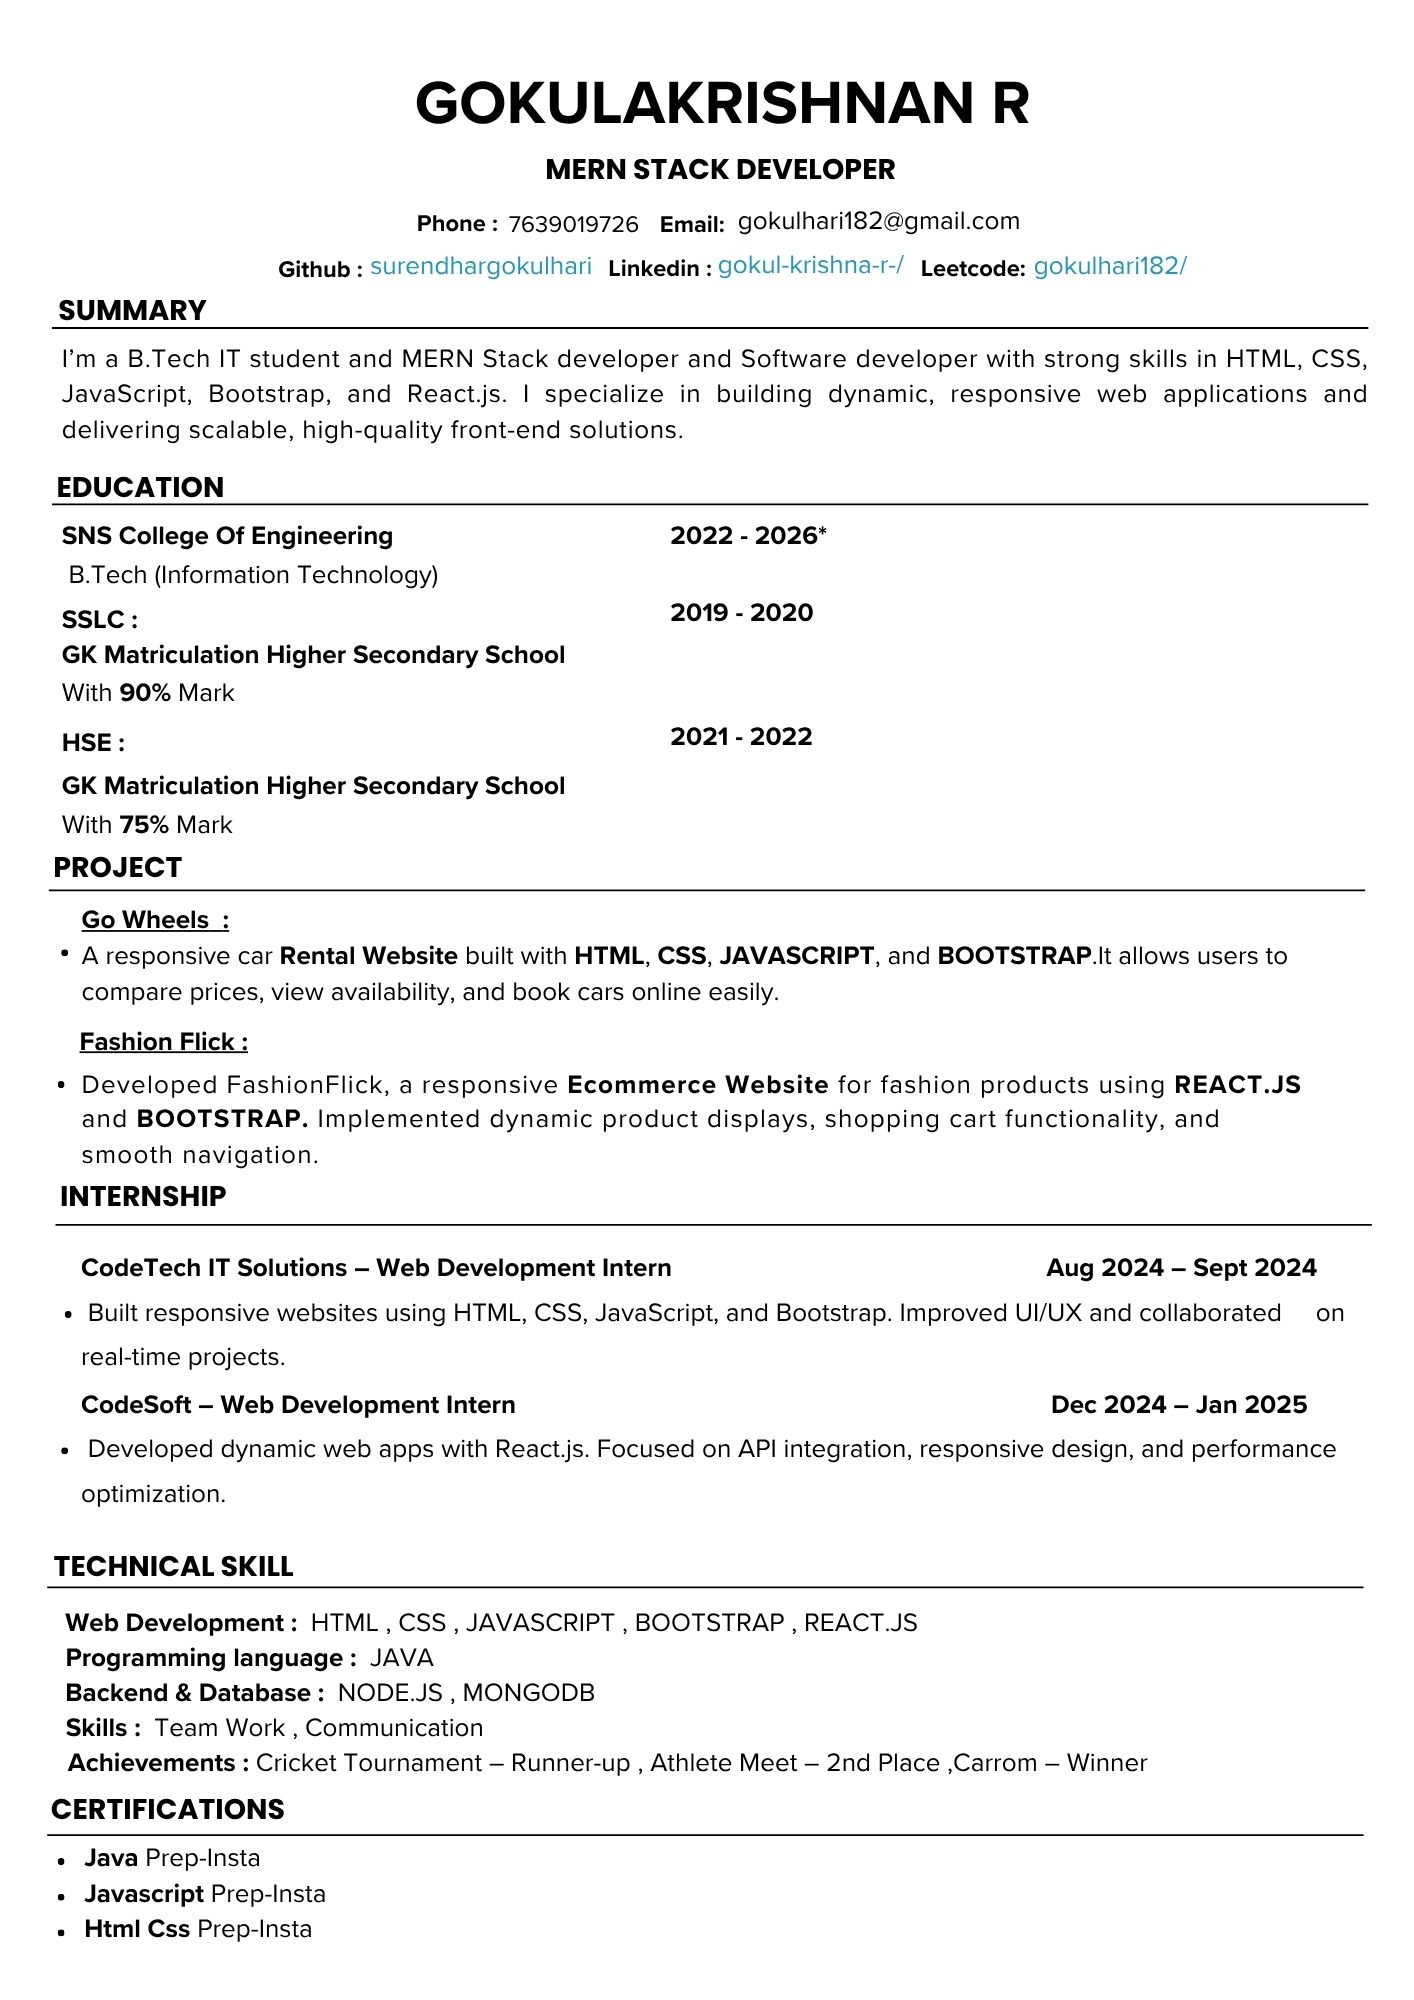 GOKULAKRISHNAN R
MERN STACK DEVELOPER
Phone : 7639019726 Email: gokulhari182@gmail.com
Github : surendhargokulhari Linkedin : gokul-krishna-r-/ Leetcode: gokulhari182/
SUMMARY
I'm a B.Tech IT student and MERN Stack developer and Software developer with strong skills in HTML, CSS,
JavaScript, Bootstrap, and React.js. I specialize in building dynamic, responsive web applications and
delivering scalable, high-quality front-end solutions.
EDUCATION
SNS College Of Engineering 2022 - 2026*
B.Tech (Information Technology)
SSLC : 2019 - 2020
GK Matriculation Higher Secondary School
With 90% Mark
HSE : 2021 - 2022
GK Matriculation Higher Secondary School
With 75% Mark
PROJECT
Go Wheels :
• A responsive car Rental Website built with HTML, CSS, JAVASCRIPT, and BOOTSTRAP.It allows users to
compare prices, view availability, and book cars online easily.
Fashion Flick :
• Developed FashionFlick, a responsive Ecommerce Website for fashion products using REACT.JS
and BOOTSTRAP. Implemented dynamic product displays, shopping cart functionality, and
smooth navigation.
INTERNSHIP
CodeTech IT Solutions – Web Development Intern Aug 2024 – Sept 2024
• Built responsive websites using HTML, CSS, JavaScript, and Bootstrap. Improved UI/UX and collaborated on
real-time projects.
CodeSoft – Web Development Intern Dec 2024 – Jan 2025
• Developed dynamic web apps with React.js. Focused on API integration, responsive design, and performance
optimization.
TECHNICAL SKILL
Web Development : HTML , CSS , JAVASCRIPT , BOOTSTRAP , REACT.JS
Programming language : JAVA
Backend & Database : NODE.JS , MONGODB
Skills : Team Work , Communication
Achievements : Cricket Tournament – Runner-up , Athlete Meet – 2nd Place ,Carrom – Winner
CERTIFICATIONS
• Java Prep-Insta
• Javascript Prep-Insta
• Html Css Prep-Insta